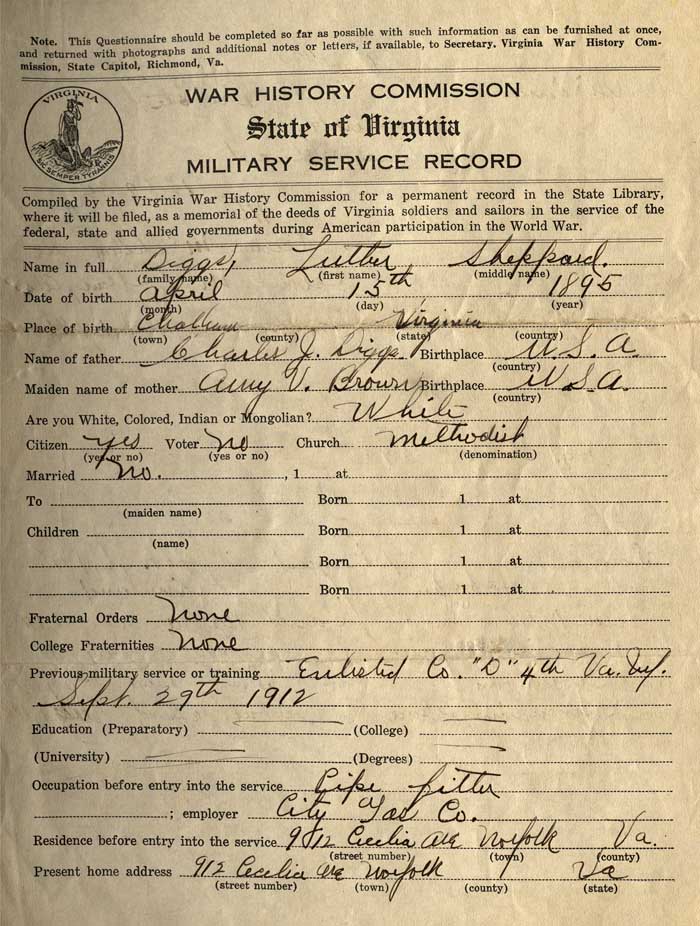 Note. This Questionnaire should be completed so far as possible with such information as can be furnished at once,
and returned with photographs and additional notes or letters, if available, to Secretary. Virginia War History Com-
mission, State Capitol, Richmond, Va.
VIRGINIA
SIC SEMPER TYRANNIS
WAR HISTORY COMMISSION
State of Virginia
MILITARY SERVICE RECORD
Compiled by the Virginia War History Commission for a permanent record in the State Library,
where it will be filed, as a memorial of the deeds of Virginia soldiers and sailors in the service of the
federal, state and allied governments during American participation in the World War.
Name in full Diggs, Luther Sheppard.
(family name) (first name) (middle name)
Date of birth April 15th 1895
(month) (day) (year)
Place of birth Virginia
(town) (county) (state) (country)
Name of father Charles J. Diggs Birthplace U.S.A.
(country)
Maiden name of mother Amy V. Brown Birthplace U.S.A.
(country)
Are you White, Colored, Indian or Mongolian? White
Citizen yes Voter No Church Methodist
(yes or no) (yes or no) (denomination)
Married No. , 1 at
To Born 1 at
(maiden name)
Children Born 1 at
(name)
Born 1 at
Born 1 at
Fraternal Orders None
College Fraternities None
Previous military service or training Enlisted Co. "D" 4th Va. Inf.
Sept. 29th 1912
Education (Preparatory) (College)
(University) (Degrees)
Occupation before entry into the service Pipe fitter
; employer City Gas Co.
Residence before entry into the service 912 Cecilia Ave Norfolk Va.
(street number) (town) (county)
Present home address 912 Cecilia Ave Norfolk Va
(street number) (town) (county) (state)